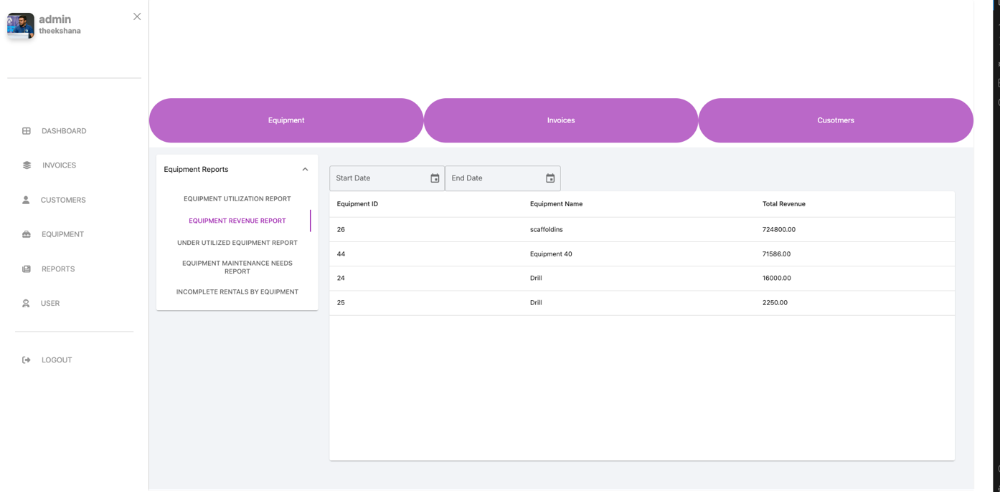 admin
theekshana
DASHBOARD
INVOICES
CUSTOMERS
EQUIPMENT
REPORTS
USER
LOGOUT
Equipment Invoices Cusotmers
Equipment Reports
EQUIPMENT UTILIZATION REPORT
EQUIPMENT REVENUE REPORT
UNDER UTILIZED EQUIPMENT REPORT
EQUIPMENT MAINTENANCE NEEDS
REPORT
INCOMPLETE RENTALS BY EQUIPMENT
Start Date End Date
Equipment ID Equipment Name Total Revenue
26 scaffoldins 724800.00
44 Equipment 40 71586.00
24 Drill 16000.00
25 Drill 2250.00